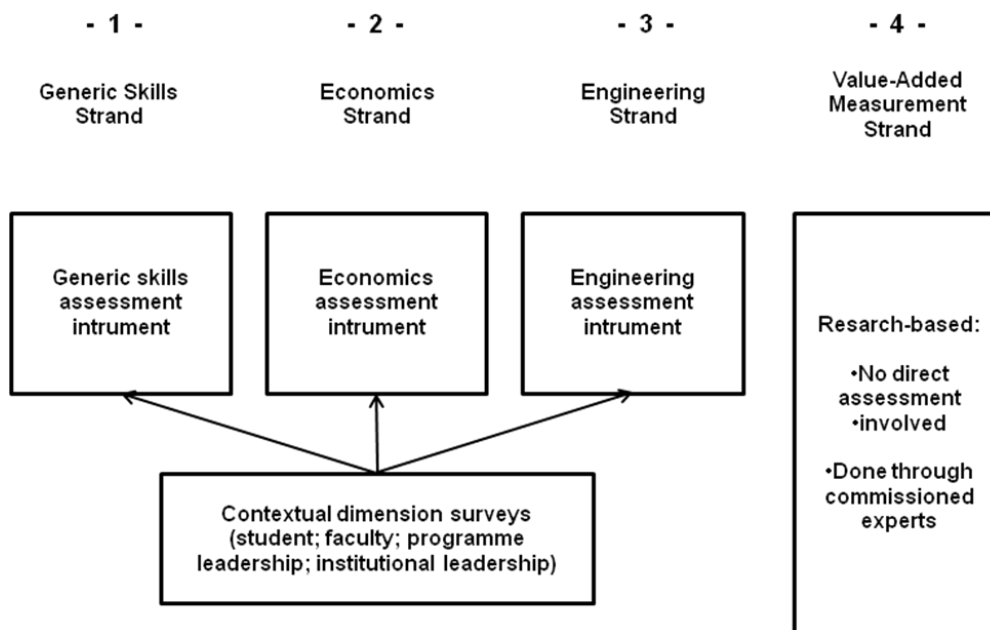 - 1 -
- 2 -
- 3 -
- 4 -
Generic Skills
Strand
Economics
Strand
Engineering
Strand
Value-Added
Measurement
Strand
Generic skills
assessment
intrument
Economics
assessment
intrument
Engineering
assessment
intrument
Resarch-based:
•No direct
assessment
•involved
•Done through
commissioned
experts
Contextual dimension surveys
(student; faculty; programme
leadership; institutional leadership)